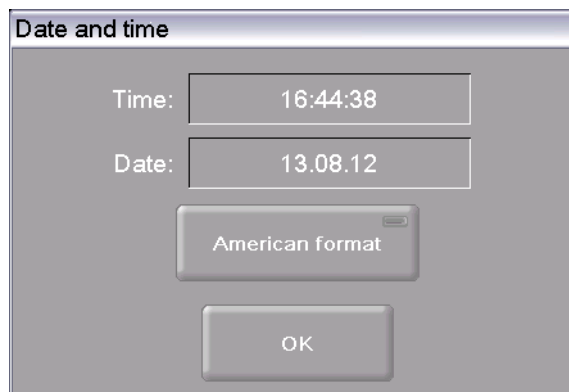 Date and time
Time: 16:44:38
Date: 13.08.12
American format
OK